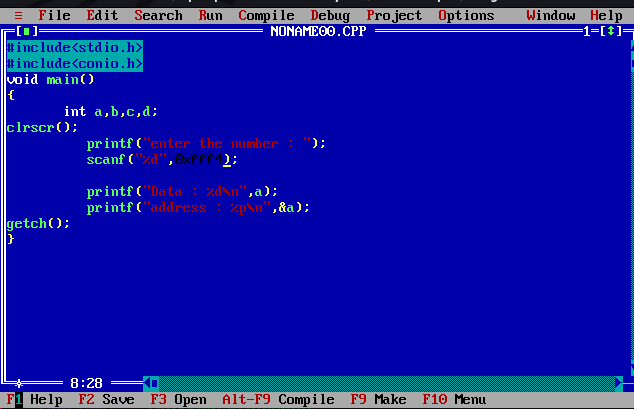 ≡ File Edit Search Run Compile Debug Project Options Window Help
[■] NONAME00.CPP 1=[↕]
#include<stdio.h>
#include<conio.h>
void main()
{
int a,b,c,d;
clrscr();
printf("enter the number : ");
scanf("%d",0xfff4);
printf("Data : %d\n",a);
printf("address : %p\n",&a);
getch();
}
8:28
F1 Help F2 Save F3 Open Alt-F9 Compile F9 Make F10 Menu